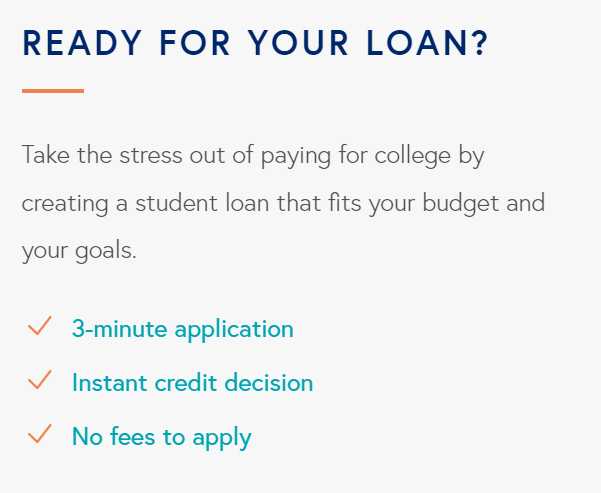 READY FOR YOUR LOAN?
Take the stress out of paying for college by
creating a student loan that fits your budget and
your goals.
3-minute application
Instant credit decision
No fees to apply